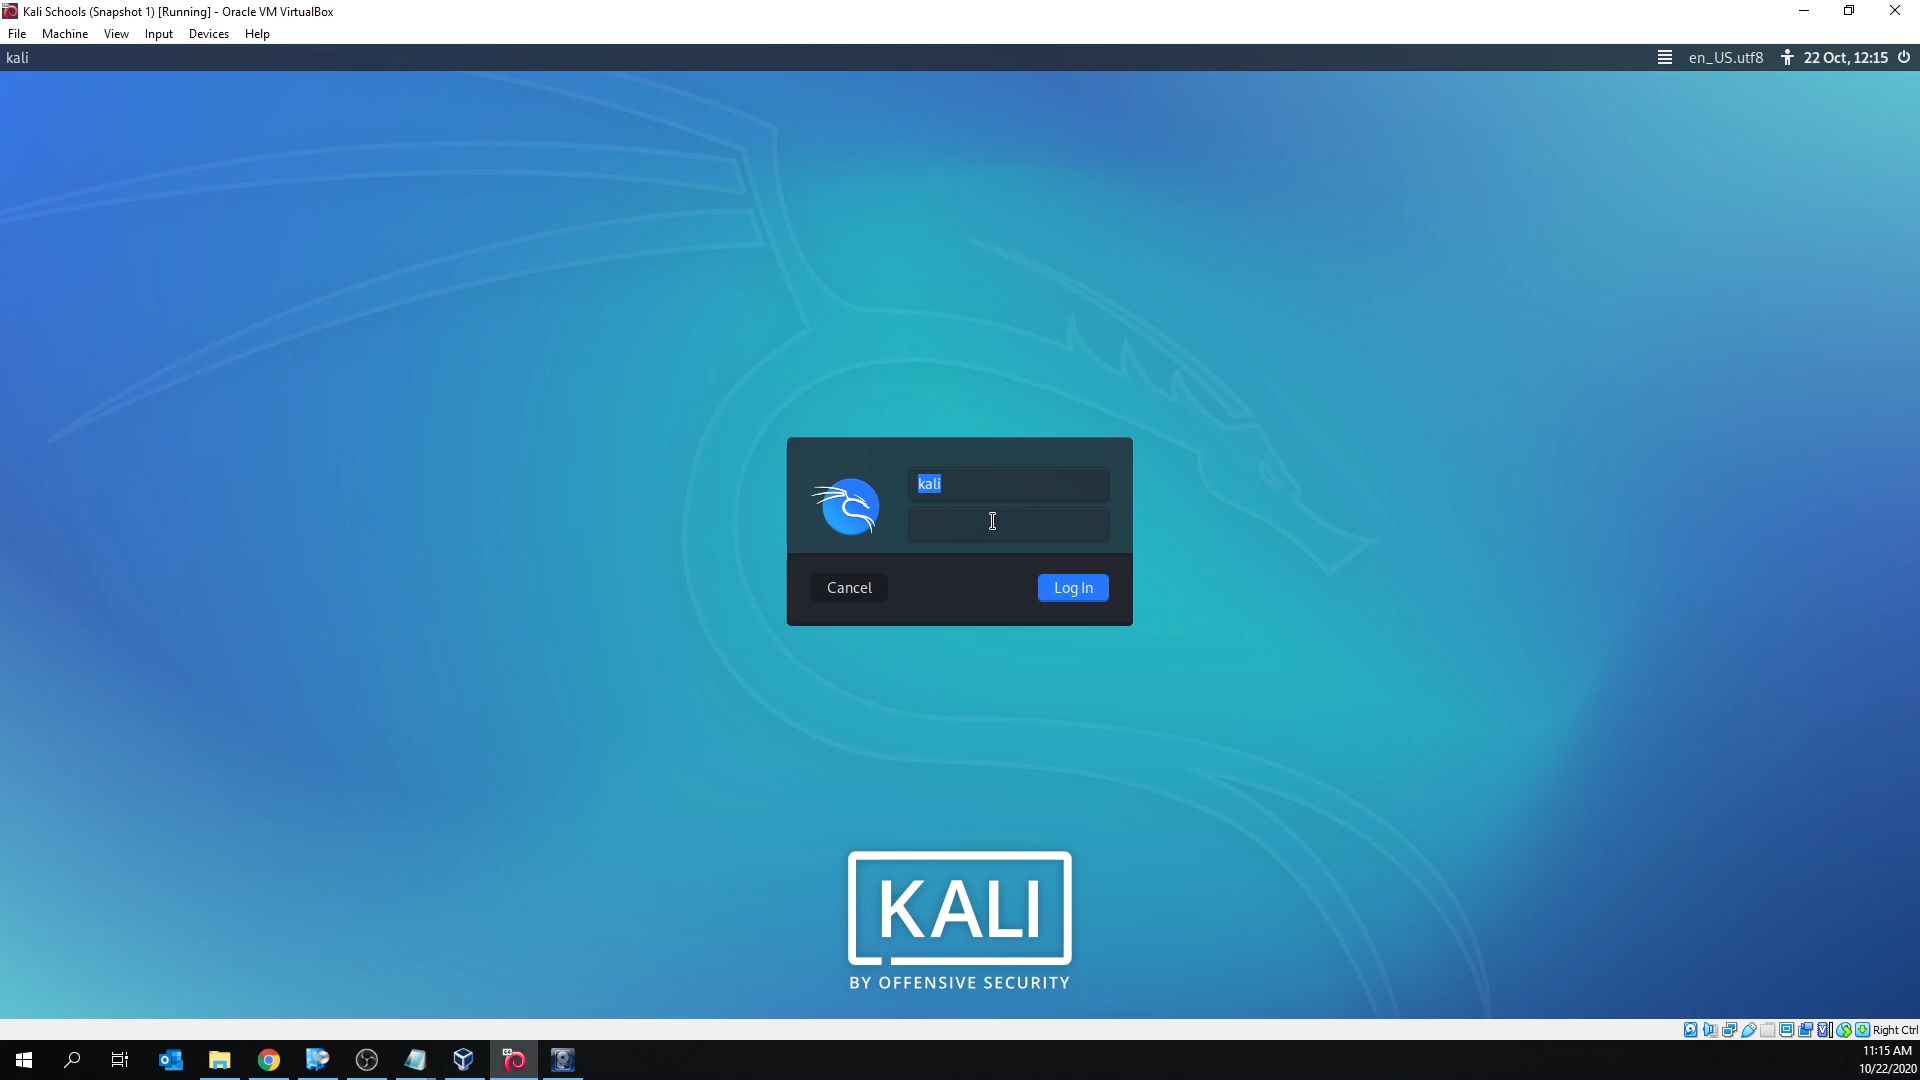 Kali Schools (Snapshot 1) [Running] - Oracle VM VirtualBox
File Machine View Input Devices Help
kali en_US.utf8 22 Oct, 12:15
kali
Cancel Log In
KALI
BY OFFENSIVE SECURITY
Right Ctrl
64
11:15 AM
10/22/2020